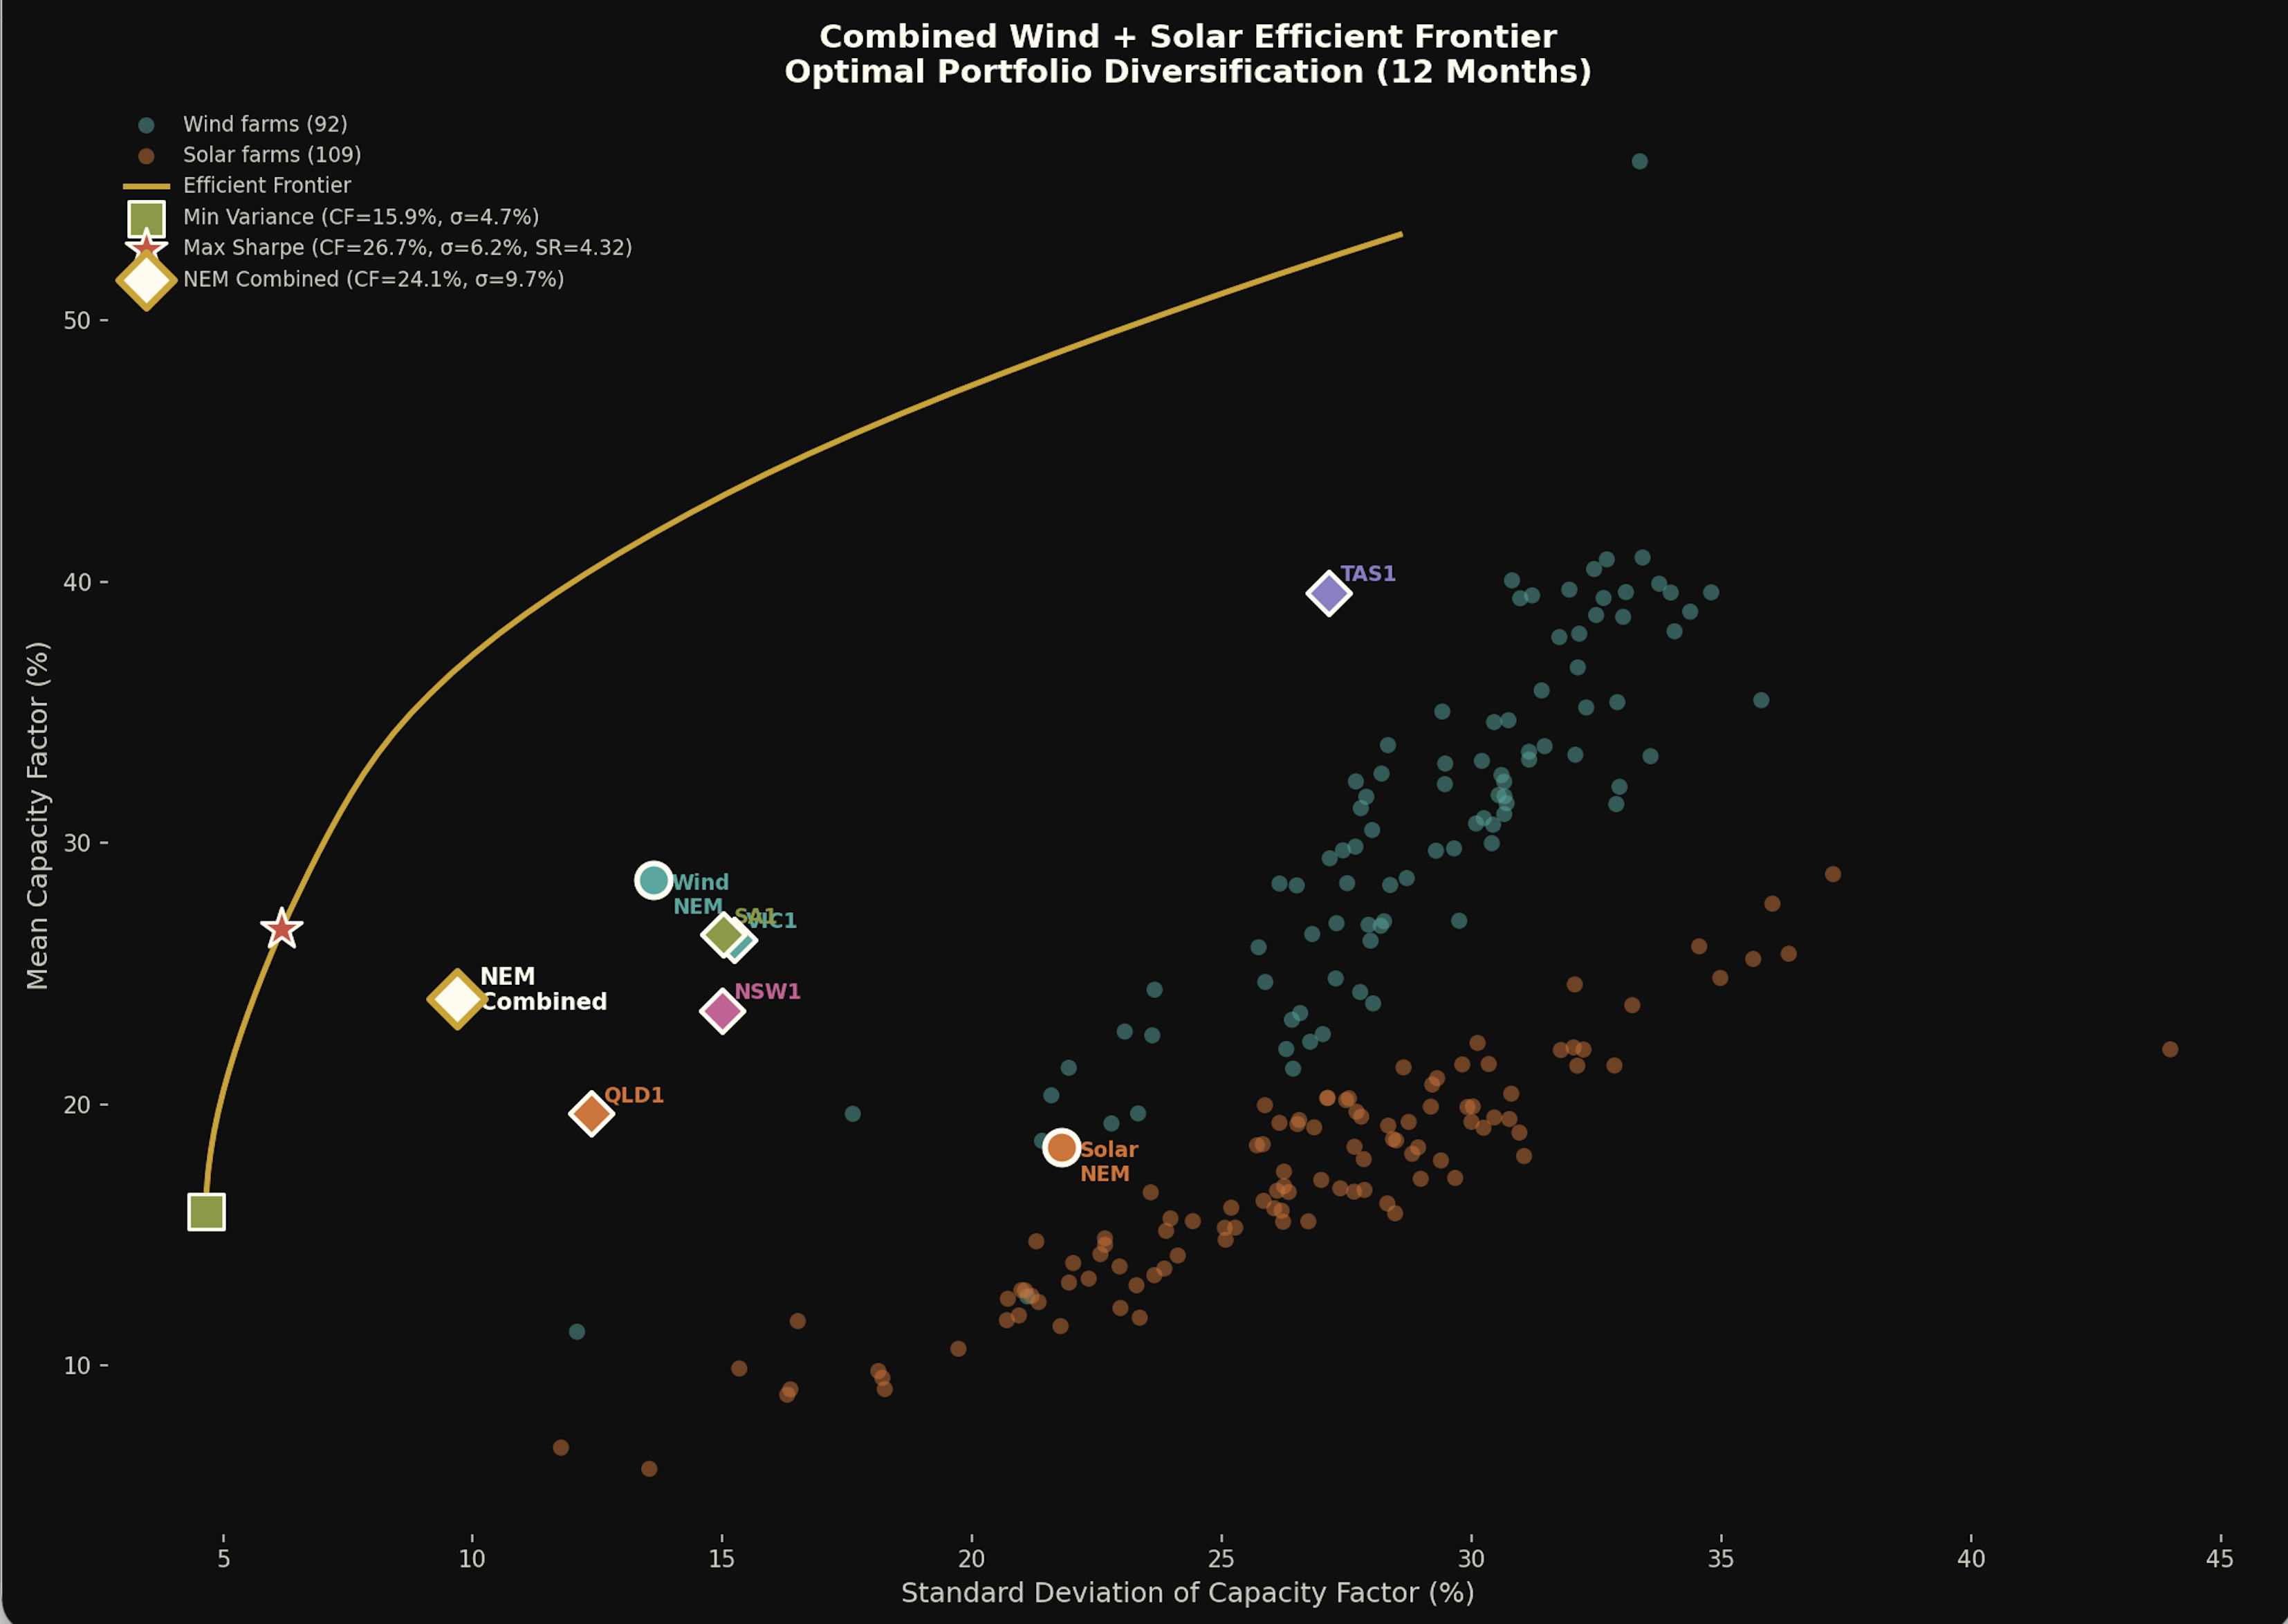 Combined Wind + Solar Efficient Frontier
Optimal Portfolio Diversification (12 Months)
Wind farms (92)
Solar farms (109)
Efficient Frontier
Min Variance (CF=15.9%, σ=4.7%)
Max Sharpe (CF=26.7%, σ=6.2%, SR=4.32)
NEM Combined (CF=24.1%, σ=9.7%)
Mean Capacity Factor (%)
50
40
30
20
10
TAS1
Wind
NEM
SA1
VIC1
NEM
Combined
NSW1
QLD1
Solar
NEM
5 10 15 20 25 30 35 40 45
Standard Deviation of Capacity Factor (%)